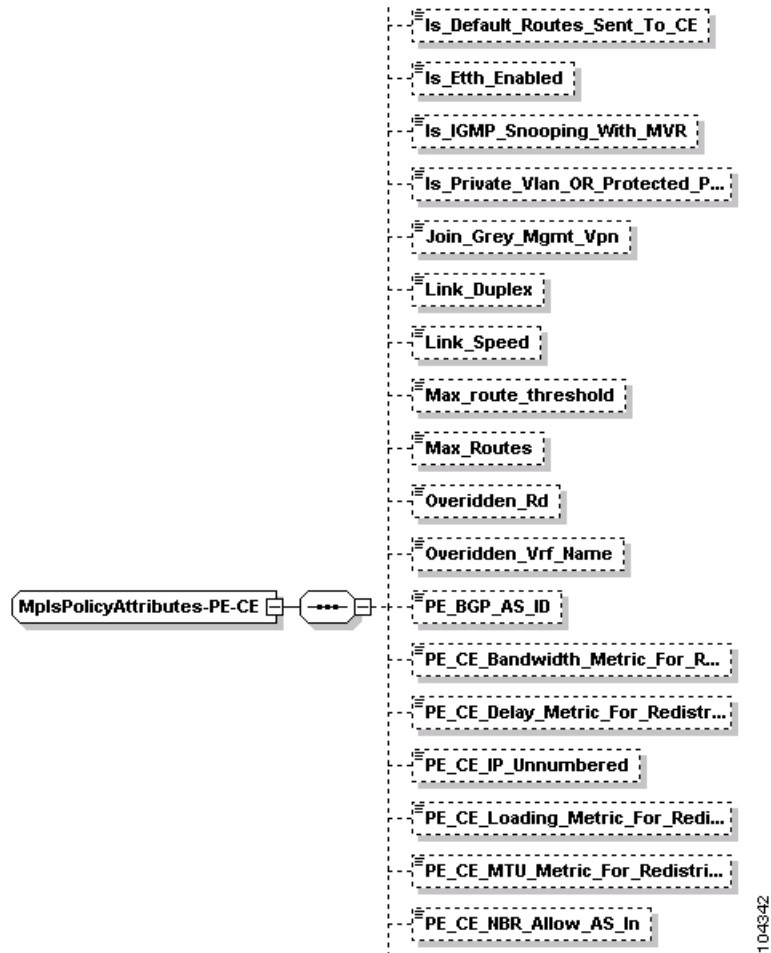 Is_Default_Routes_Sent_To_CE
Is_Etth_Enabled
Is_IGMP_Snooping_With_MVR
Is_Private_Vlan_OR_Protected_P...
Join_Grey_Mgmt_Vpn
Link_Duplex
Link_Speed
Max_route_threshold
Max_Routes
Overidden_Rd
Overidden_Vrf_Name
MplsPolicyAttributes-PE-CE
PE_BGP_AS_ID
PE_CE_Bandwidth_Metric_For_R...
PE_CE_Delay_Metric_For_Redistr...
PE_CE_IP_Unnumbered
PE_CE_Loading_Metric_For_Redi...
PE_CE_MTU_Metric_For_Redistri...
PE_CE_NBR_Allow_AS_In
104342